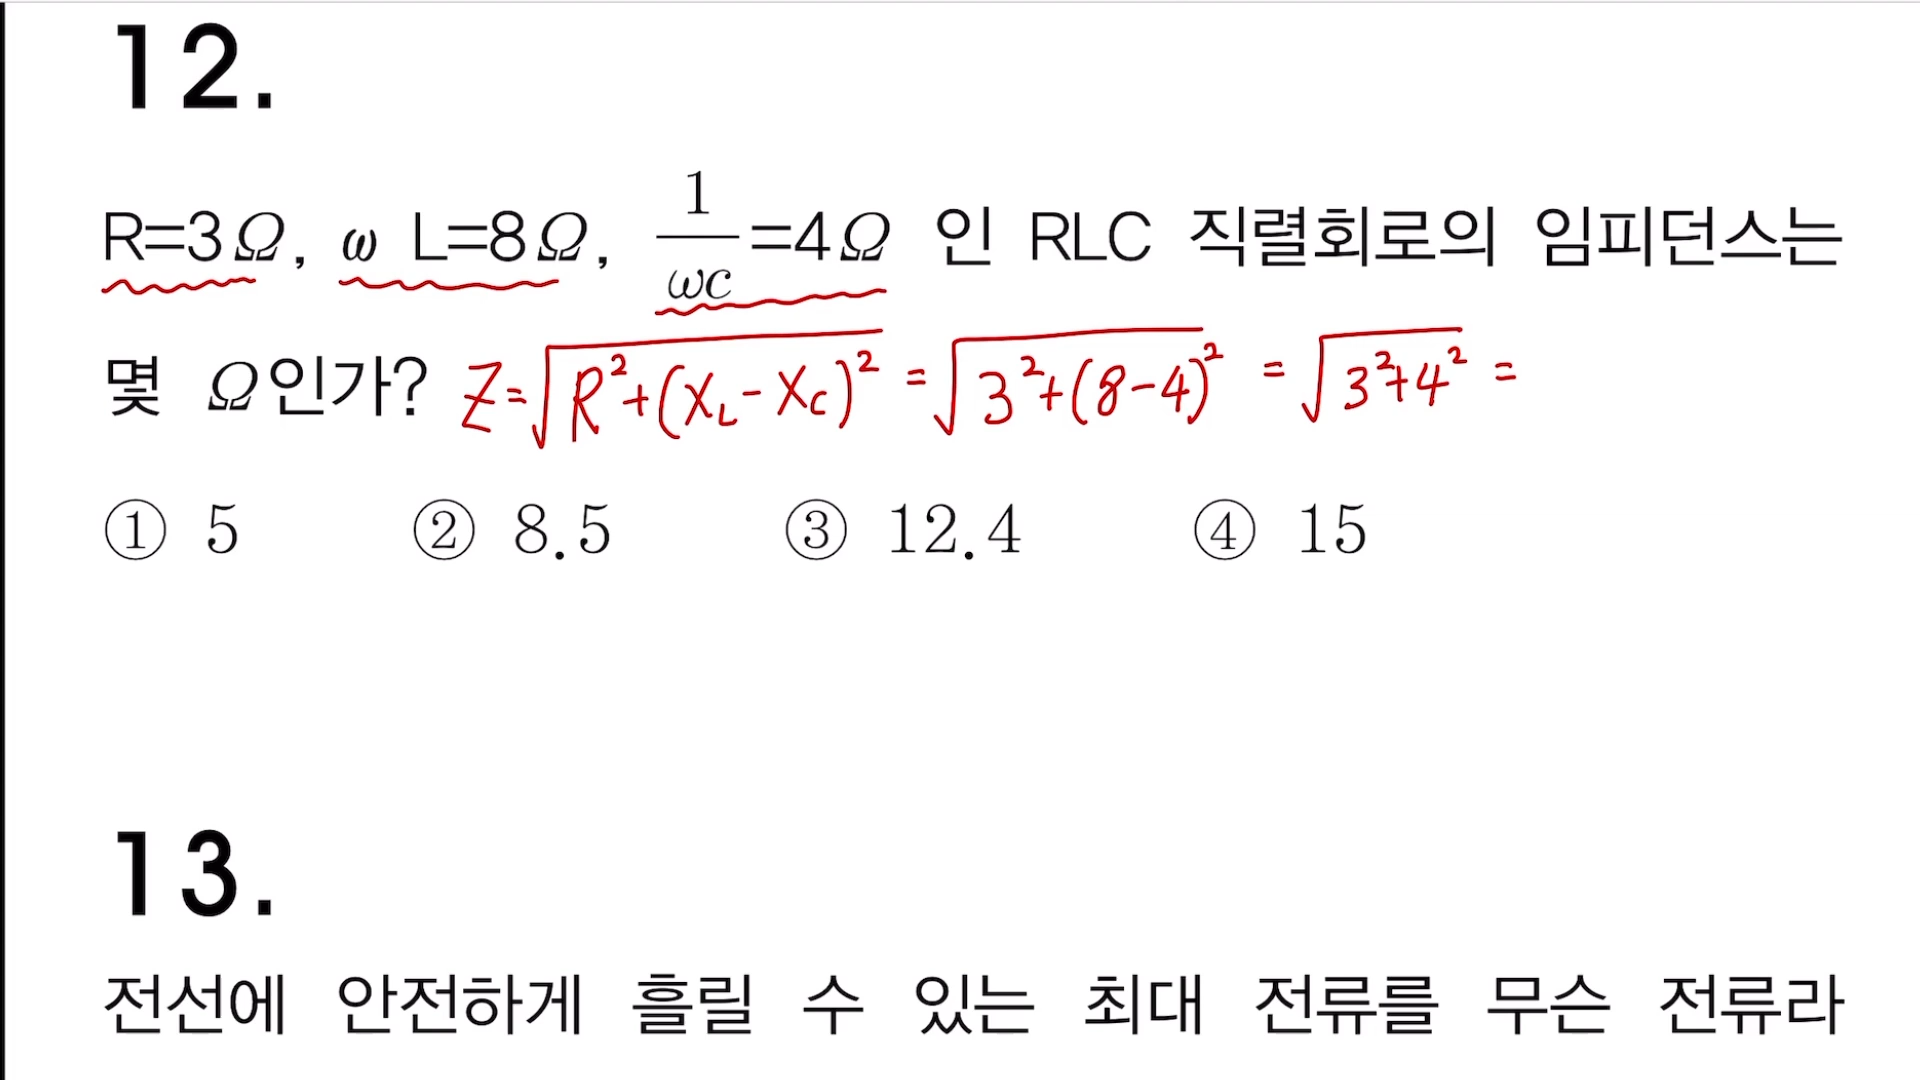 12.
R=3Ω, ω L=8Ω, 1/ωc=4Ω 인 RLC 직렬회로의 임피던스는
몇 Ω인가? Z=√(R²+(X_L-X_C)²) = √(3²+(8-4)²) = √(3²+4²) =
① 5 ② 8.5 ③ 12.4 ④ 15
13.
전선에 안전하게 흘릴 수 있는 최대 전류를 무슨 전류라